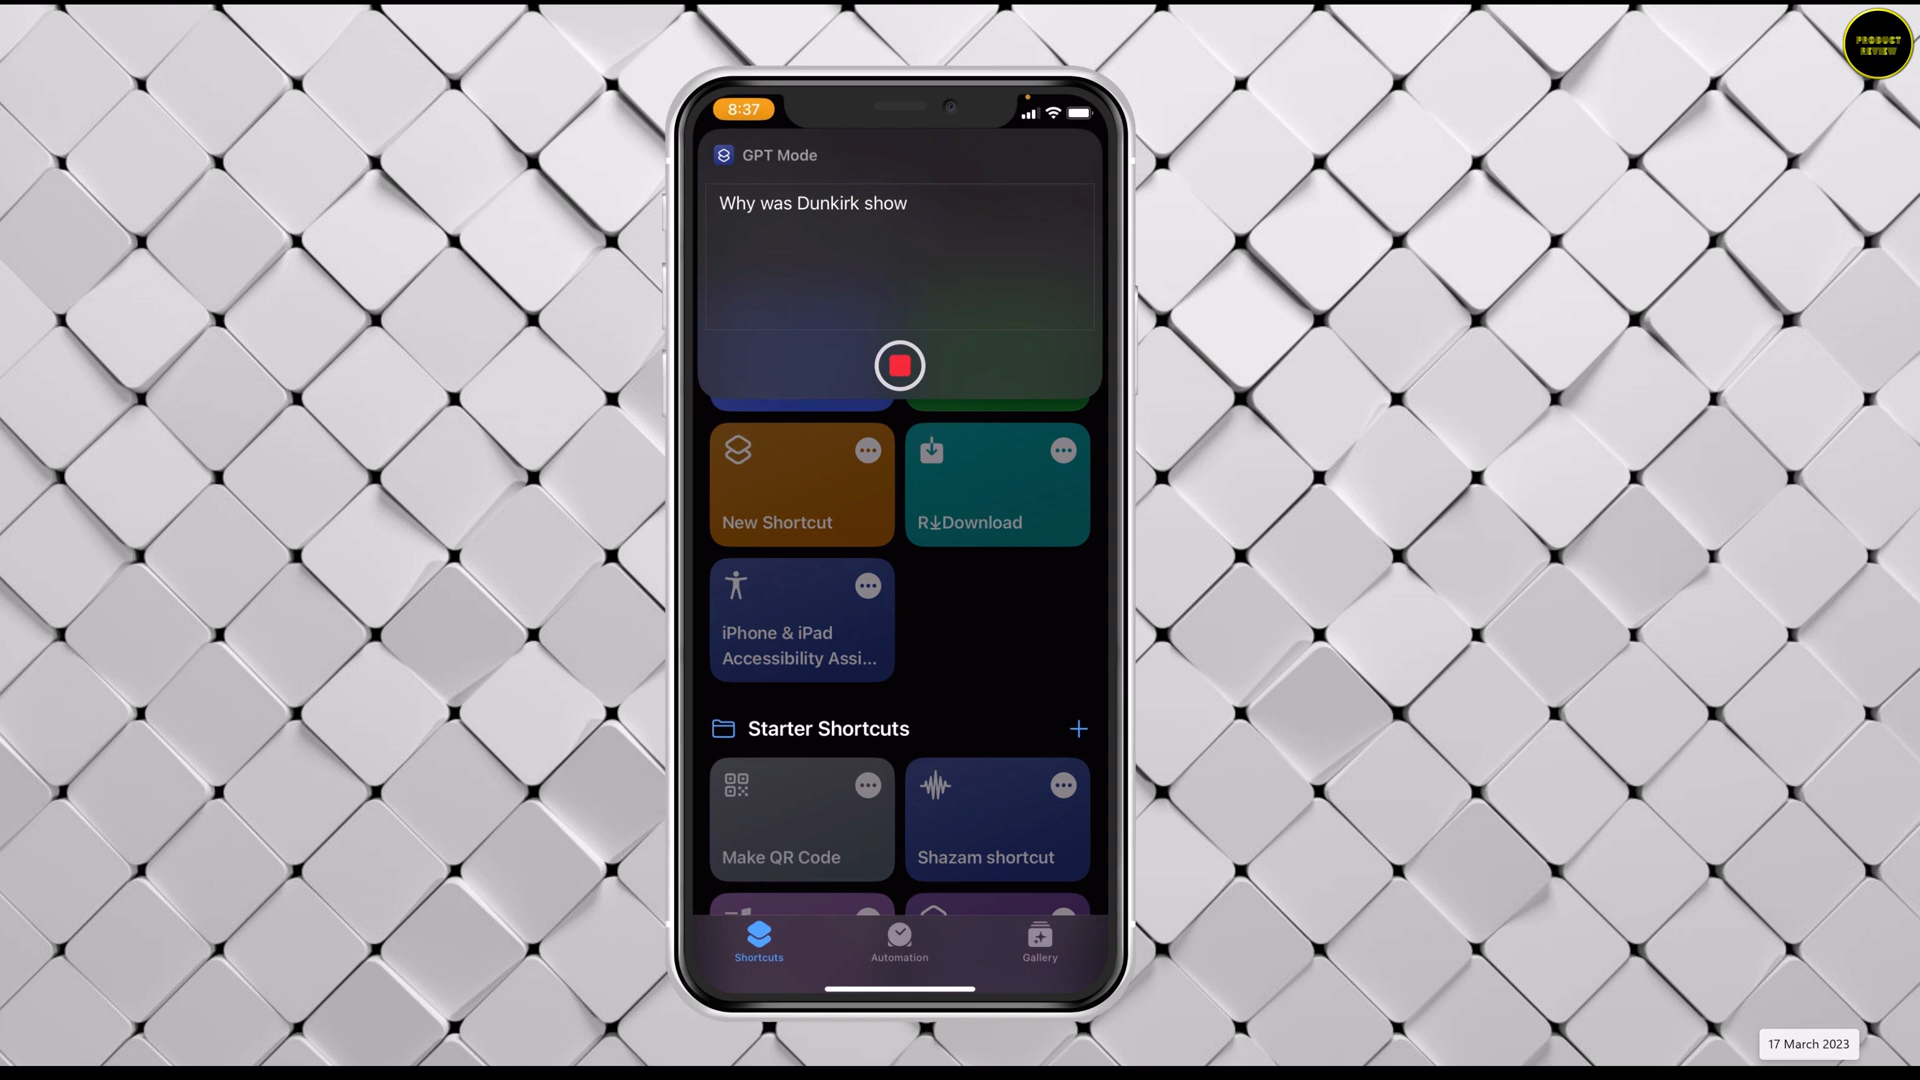 PRODUCT
REVIEW
8:37
GPT Mode
Why was Dunkirk show
New Shortcut
R↓Download
iPhone & iPad
Accessibility Assi...
Starter Shortcuts
Make QR Code
Shazam shortcut
Shortcuts
Automation
Gallery
17 March 2023